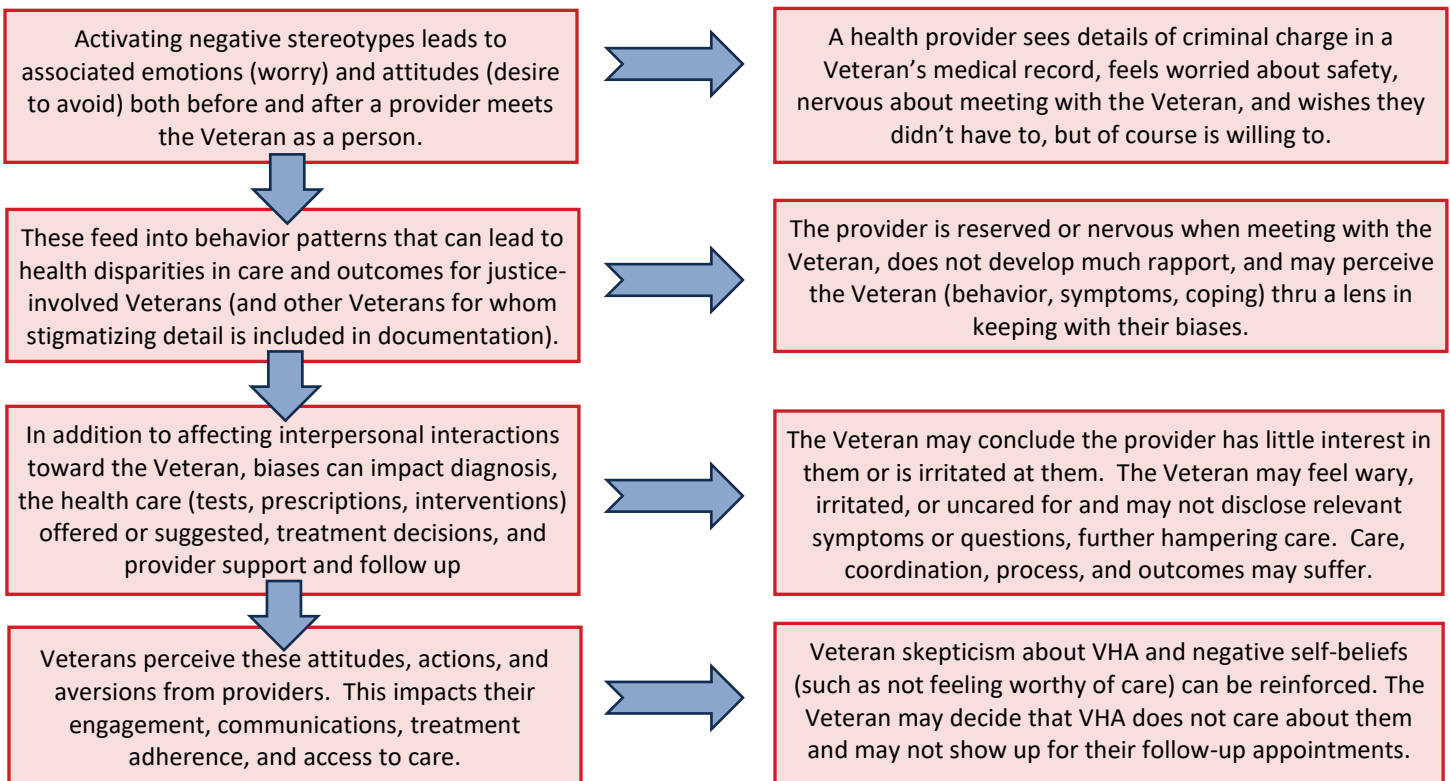 Activating negative stereotypes leads to
associated emotions (worry) and attitudes (desire
to avoid) both before and after a provider meets
the Veteran as a person.
A health provider sees details of criminal charge in a
Veteran’s medical record, feels worried about safety,
nervous about meeting with the Veteran, and wishes they
didn’t have to, but of course is willing to.
These feed into behavior patterns that can lead to
health disparities in care and outcomes for justice-
involved Veterans (and other Veterans for whom
stigmatizing detail is included in documentation).
The provider is reserved or nervous when meeting with the
Veteran, does not develop much rapport, and may perceive
the Veteran (behavior, symptoms, coping) thru a lens in
keeping with their biases.
In addition to affecting interpersonal interactions
toward the Veteran, biases can impact diagnosis,
the health care (tests, prescriptions, interventions)
offered or suggested, treatment decisions, and
provider support and follow up
The Veteran may conclude the provider has little interest in
them or is irritated at them.  The Veteran may feel wary,
irritated, or uncared for and may not disclose relevant
symptoms or questions, further hampering care.  Care,
coordination, process, and outcomes may suffer.
Veterans perceive these attitudes, actions, and
aversions from providers.  This impacts their
engagement, communications, treatment
adherence, and access to care.
Veteran skepticism about VHA and negative self-beliefs
(such as not feeling worthy of care) can be reinforced. The
Veteran may decide that VHA does not care about them
and may not show up for their follow-up appointments.